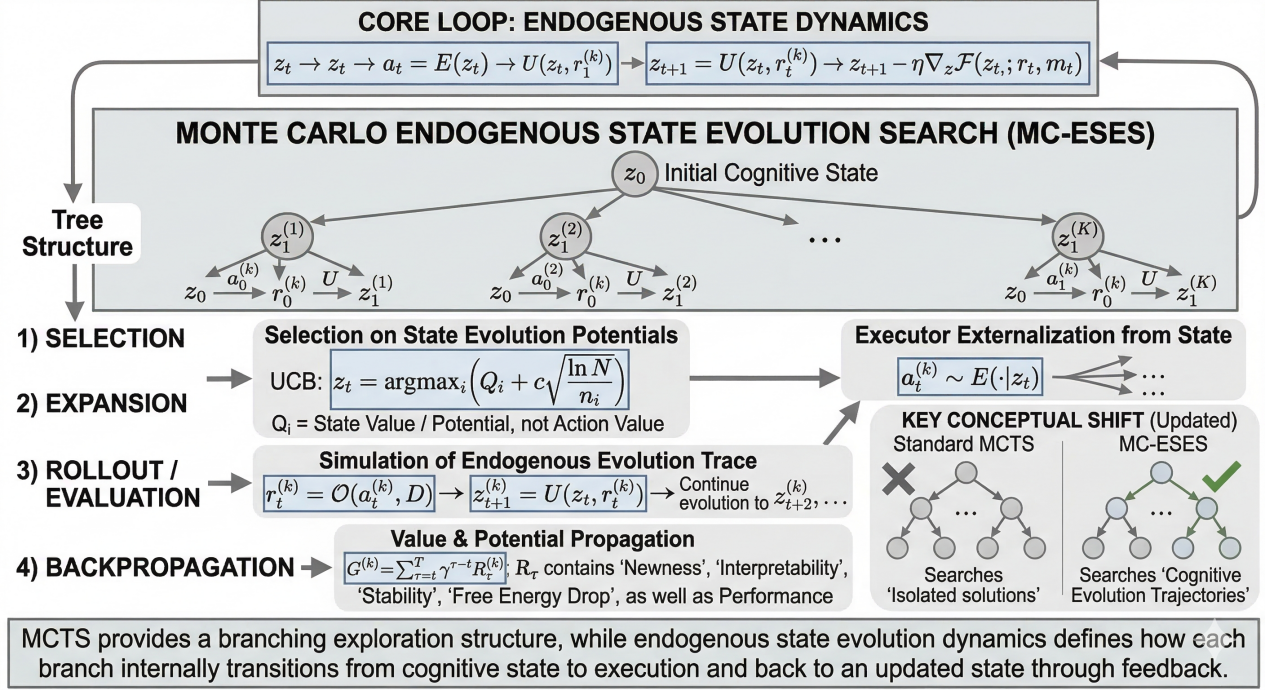 CORE LOOP: ENDOGENOUS STATE DYNAMICS
z_t → z_t → a_t = E(z_t) → U(z_t, r_1^{(k)}) → z_{t+1} = U(z_t, r_t^{(k)}) → z_{t+1} − η∇_z 𝓕(z_{t,}; r_t, m_t)
MONTE CARLO ENDOGENOUS STATE EVOLUTION SEARCH (MC-ESES)
z_0 Initial Cognitive State
Tree
Structure
z_1^{(1)} z_1^{(2)} … z_1^{(K)}
a_0^{(k)} U a_0^{(2)} U a_1^{(k)} U
z_0 → r_0^{(k)} → z_1^{(1)} z_0 → r_0^{(k)} → z_1^{(2)} z_0 → r_0^{(k)} → z_1^{(K)}
1) SELECTION
2) EXPANSION
3) ROLLOUT /
EVALUATION
4) BACKPROPAGATION
Selection on State Evolution Potentials
UCB: z_t = argmax_i(Q_i + c√(ln N / n_i))
Q_i = State Value / Potential, not Action Value
Simulation of Endogenous Evolution Trace
r_t^{(k)} = 𝒪(a_t^{(k)}, D) → z_{t+1}^{(k)} = U(z_t, r_t^{(k)}) → Continue
evolution to z_{t+2}^{(k)}, …
Value & Potential Propagation
G^{(k)} = ∑_{τ=t}^{T} γ^{τ−t} R_τ^{(k)}; R_τ contains ‘Newness’, ‘Interpretability’,
‘Stability’, ‘Free Energy Drop’, as well as Performance
Executor Externalization from State
a_t^{(k)} ∼ E(·|z_t) … …
KEY CONCEPTUAL SHIFT (Updated)
Standard MCTS
…
Searches
‘Isolated solutions’
MC-ESES
…
Searches ‘Cognitive
Evolution Trajectories’
MCTS provides a branching exploration structure, while endogenous state evolution dynamics defines how each
branch internally transitions from cognitive state to execution and back to an updated state through feedback.